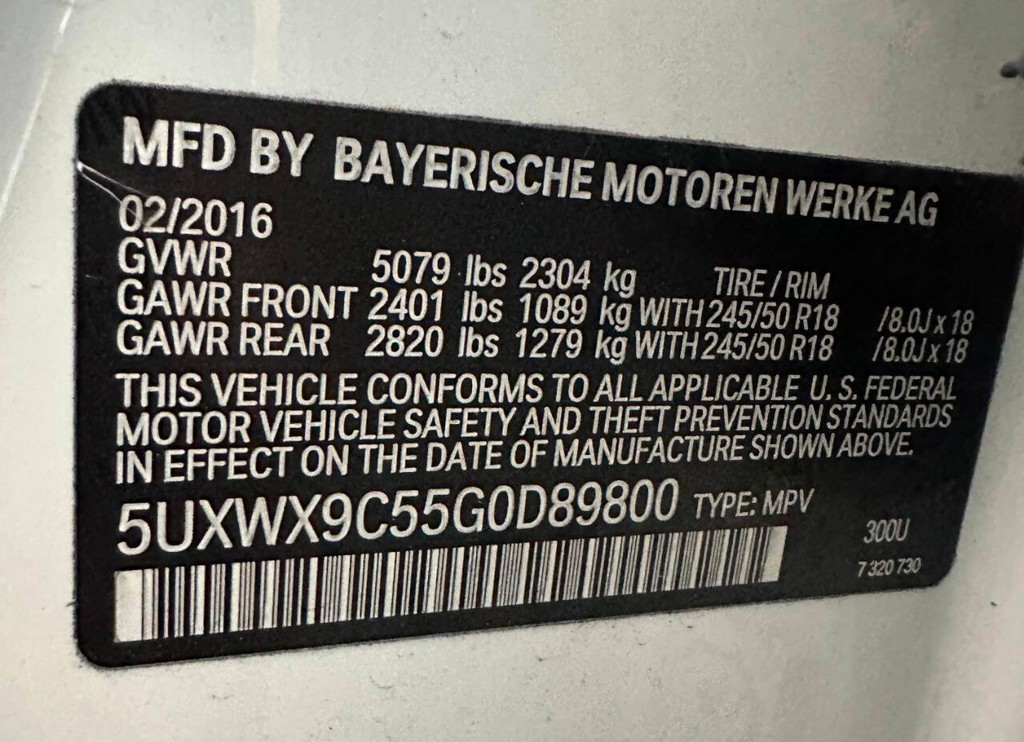 MFD BY BAYERISCHE MOTOREN WERKE AG
02/2016
GVWR 5079 lbs 2304 kg TIRE / RIM
GAWR FRONT 2401 lbs 1089 kg WITH 245/50 R18 /8.0J x 18
GAWR REAR 2820 lbs 1279 kg WITH 245/50 R18 /8.0J x 18
THIS VEHICLE CONFORMS TO ALL APPLICABLE U. S. FEDERAL
MOTOR VEHICLE SAFETY AND THEFT PREVENTION STANDARDS
IN EFFECT ON THE DATE OF MANUFACTURE SHOWN ABOVE.
5UXWX9C55G0D89800 TYPE: MPV
300U
7 320 730